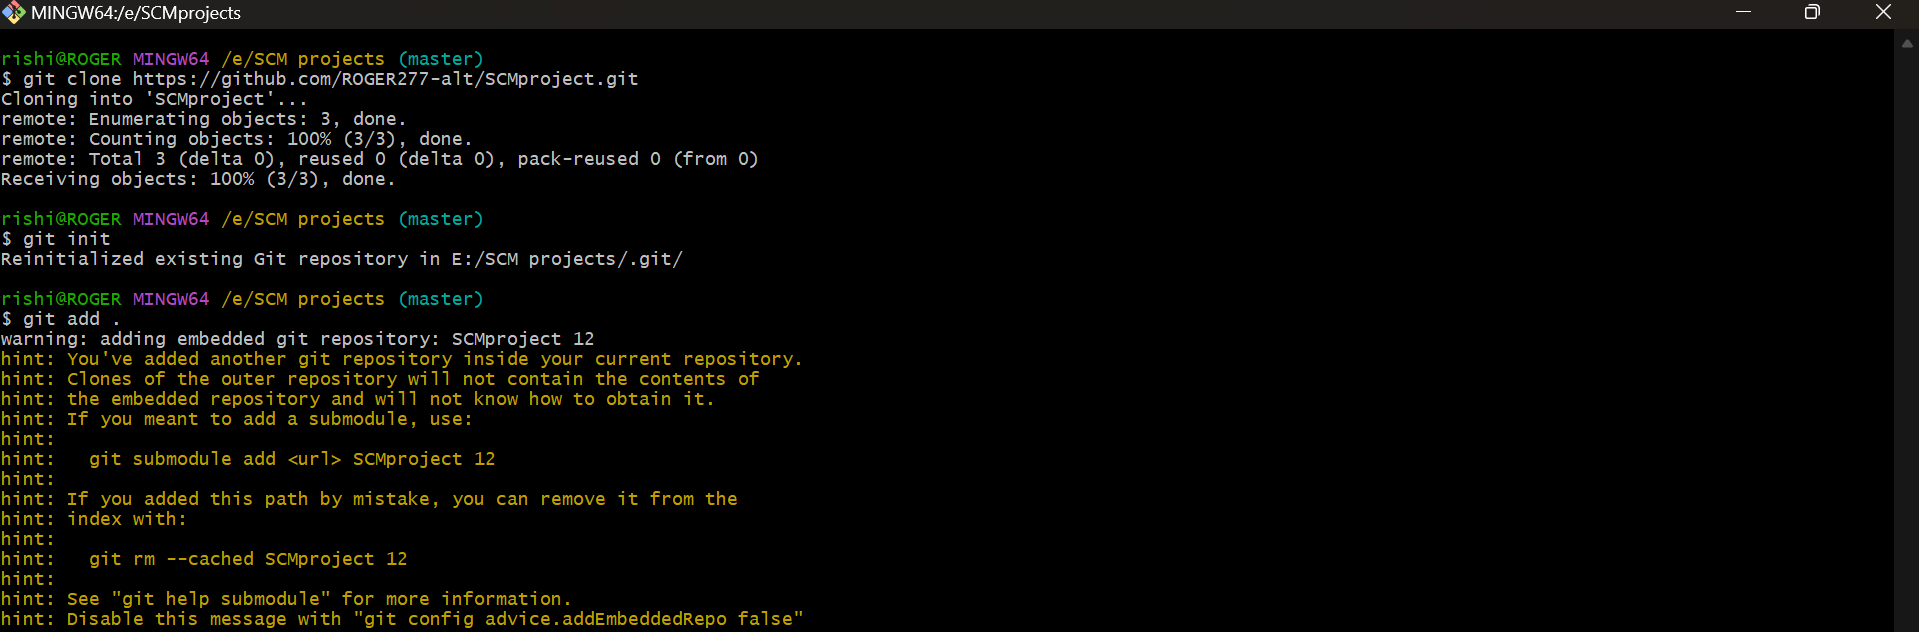 MINGW64:/e/SCMprojects
rishi@ROGER MINGW64 /e/SCM projects (master)
$ git clone https://github.com/ROGER277-alt/SCMproject.git
Cloning into 'SCMproject'...
remote: Enumerating objects: 3, done.
remote: Counting objects: 100% (3/3), done.
remote: Total 3 (delta 0), reused 0 (delta 0), pack-reused 0 (from 0)
Receiving objects: 100% (3/3), done.
rishi@ROGER MINGW64 /e/SCM projects (master)
$ git init
Reinitialized existing Git repository in E:/SCM projects/.git/
rishi@ROGER MINGW64 /e/SCM projects (master)
$ git add .
warning: adding embedded git repository: SCMproject 12
hint: You've added another git repository inside your current repository.
hint: Clones of the outer repository will not contain the contents of
hint: the embedded repository and will not know how to obtain it.
hint: If you meant to add a submodule, use:
hint:
hint:   git submodule add <url> SCMproject 12
hint:
hint: If you added this path by mistake, you can remove it from the
hint: index with:
hint:
hint:   git rm --cached SCMproject 12
hint:
hint: See "git help submodule" for more information.
hint: Disable this message with "git config advice.addEmbeddedRepo false"